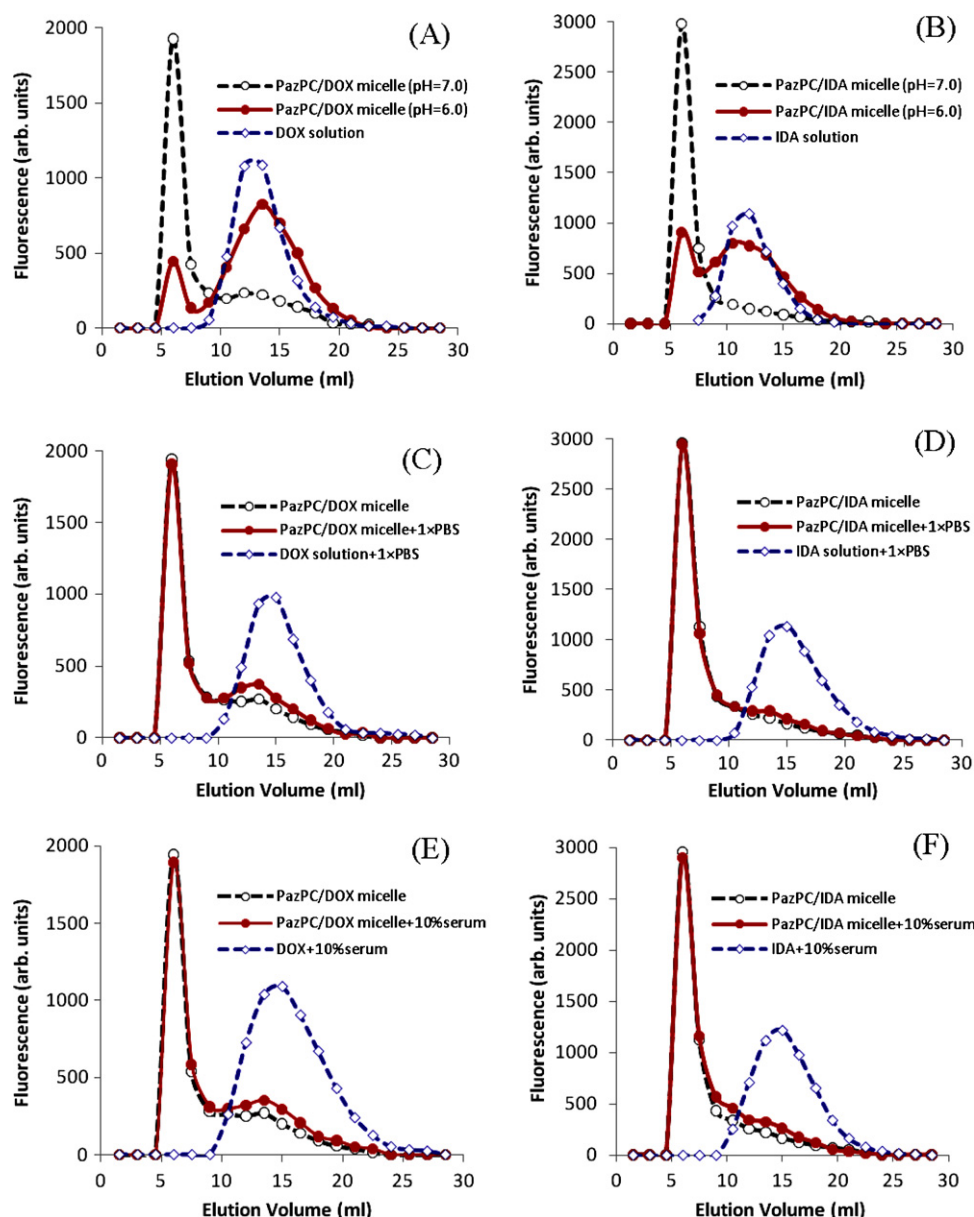 (A)
2000
1500
1000
500
0
Fluorescence (arb. units)
PazPC/DOX micelle (pH=7.0)
PazPC/DOX micelle (pH=6.0)
DOX solution
0 5 10 15 20 25 30
Elution Volume (ml)
(B)
3000
2500
2000
1500
1000
500
0
Fluorescence (arb. units)
PazPC/IDA micelle (pH=7.0)
PazPC/IDA micelle (pH=6.0)
IDA solution
0 5 10 15 20 25 30
Elution Volume (ml)
(C)
2000
1500
1000
500
0
Fluorescence (arb. units)
PazPC/DOX micelle
PazPC/DOX micelle+1×PBS
DOX solution+1×PBS
0 5 10 15 20 25 30
Elution Volume (ml)
(D)
3000
2500
2000
1500
1000
500
0
Fluorescence (arb. units)
PazPC/IDA micelle
PazPC/IDA micelle+1×PBS
IDA solution+1×PBS
0 5 10 15 20 25 30
Elution Volume (ml)
(E)
2000
1500
1000
500
0
Fluorescence (arb. units)
PazPC/DOX micelle
PazPC/DOX micelle+10%serum
DOX+10%serum
0 5 10 15 20 25 30
Elution Volume (ml)
(F)
3000
2500
2000
1500
1000
500
0
Fluorescence (arb. units)
PazPC/IDA micelle
PazPC/IDA micelle+10%serum
IDA+10%serum
0 5 10 15 20 25 30
Elution Volume (ml)